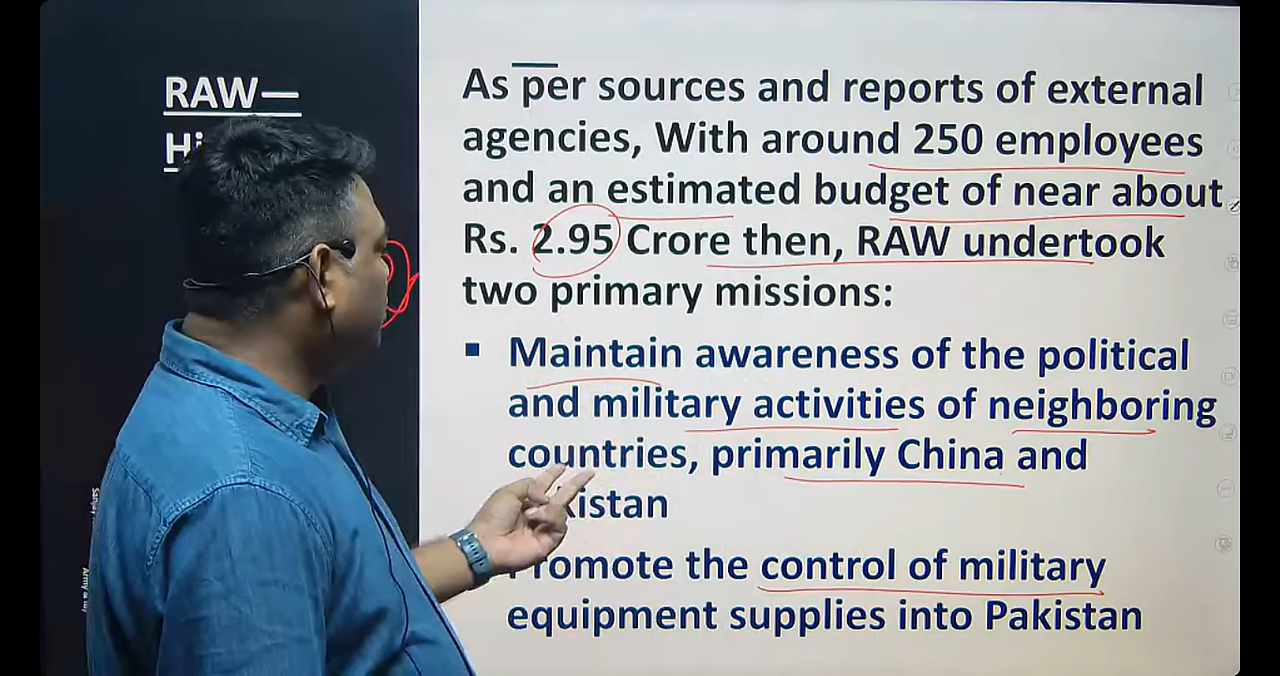 RAW—
As per sources and reports of external
agencies, With around 250 employees
and an estimated budget of near about
Rs. 2.95 Crore then, RAW undertook
two primary missions:
▪ Maintain awareness of the political
and military activities of neighboring
countries, primarily China and
kistan
Promote the control of military
equipment supplies into Pakistan